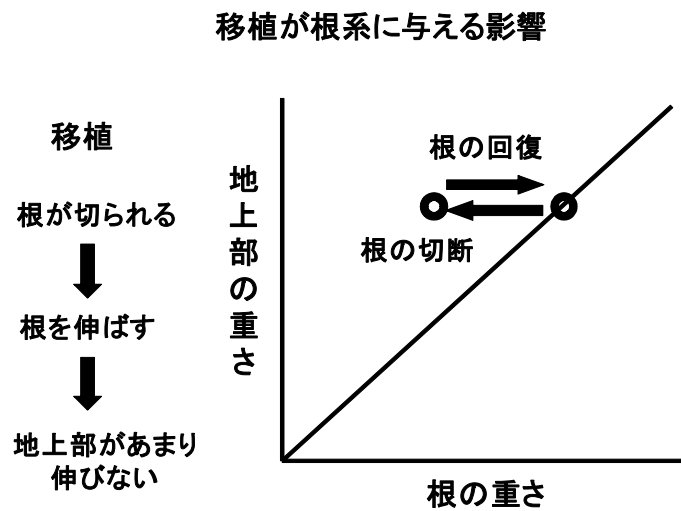 移植が根系に与える影響
移植
根が切られる
根を伸ばす
地上部があまり
伸びない
地上部の重さ
根の回復
根の切断
根の重さ